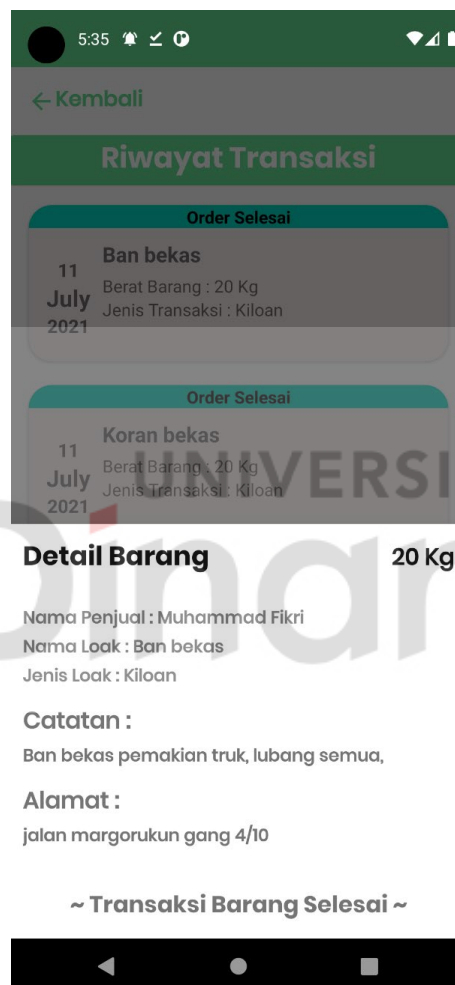 5:35
Kembali
Riwayat Transaksi
Order Selesai
11
July
2021
Ban bekas
Berat Barang : 20 Kg
Jenis Transaksi : Kiloan
Order Selesai
11
July
2021
Koran bekas
Berat Barang : 20 Kg
Jenis Transaksi : Kiloan
UNIVERSI
Dinar
Detail Barang
20 Kg
Nama Penjual : Muhammad Fikri
Nama Loak : Ban bekas
Jenis Loak : Kiloan
Catatan :
Ban bekas pemakian truk, lubang semua,
Alamat :
jalan margorukun gang 4/10
~ Transaksi Barang Selesai ~